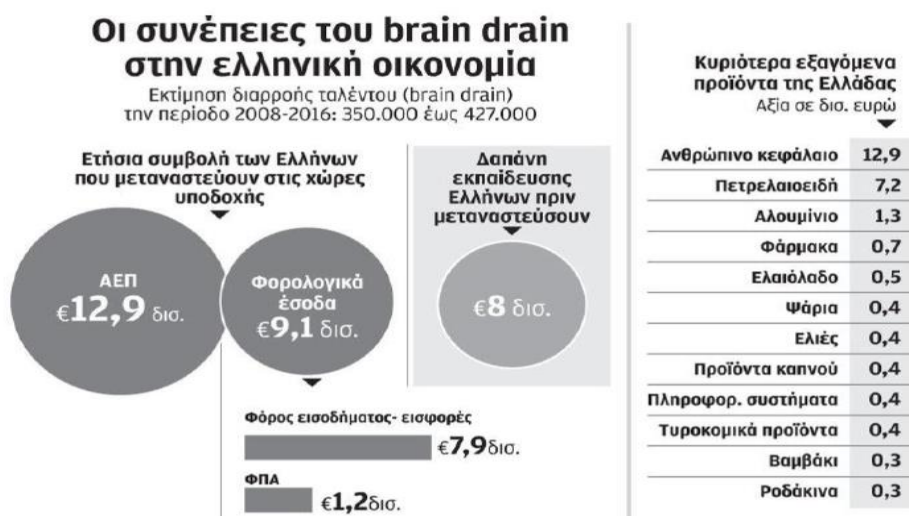 Οι συνέπειες του brain drain
στην ελληνική οικονομία
Εκτίμηση διαρροής ταλέντου (brain drain)
την περίοδο 2008-2016: 350.000 έως 427.000
Ετήσια συμβολή των Ελλήνων
που μεταναστεύουν στις χώρες
υποδοχής
ΑΕΠ
€12,9 δισ.
Φορολογικά
έσοδα
€9,1 δισ.
Φόρος εισοδήματος- εισφορές
€7,9δισ.
ΦΠΑ
€1,2δισ.
Δαπάνη
εκπαίδευσης
Ελλήνων πριν
μεταναστεύσουν
€8 δισ.
Κυριότερα εξαγόμενα
προϊόντα της Ελλάδας
Αξία σε δισ. ευρώ
Ανθρώπινο κεφάλαιο 12,9
Πετρελαιοειδή 7,2
Αλουμίνιο 1,3
Φάρμακα 0,7
Ελαιόλαδο 0,5
Ψάρια 0,4
Ελιές 0,4
Προϊόντα καπνού 0,4
Πληροφορ. συστήματα 0,4
Τυροκομικά προϊόντα 0,4
Βαμβάκι 0,3
Ροδάκινα 0,3